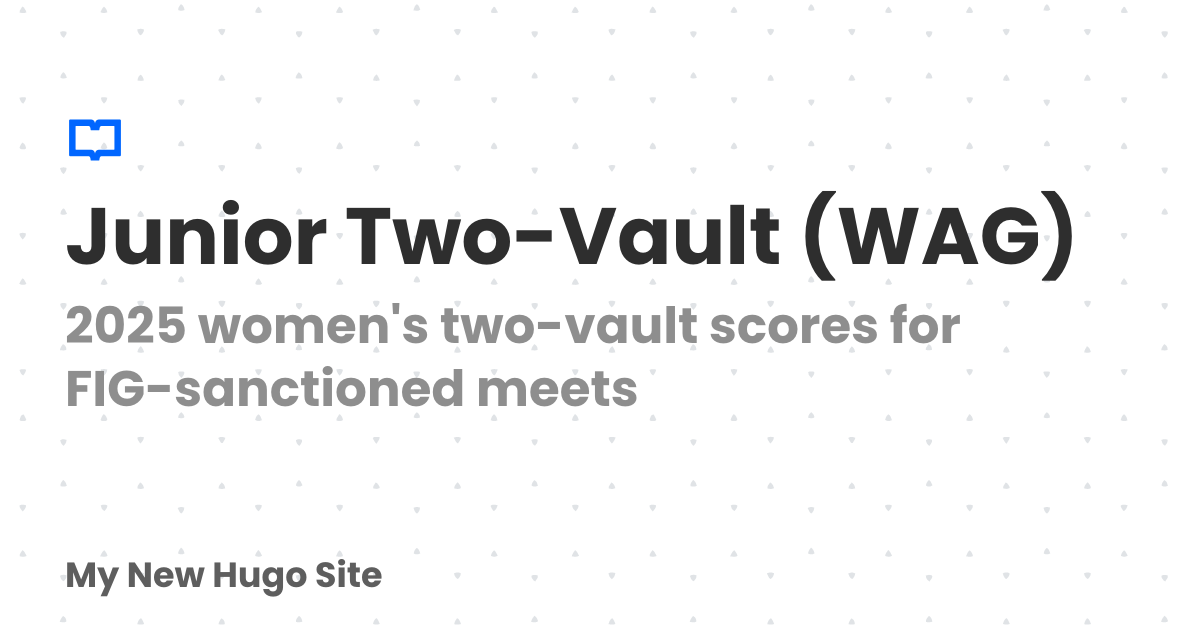 Junior Two-Vault (WAG)
2025 women's two-vault scores for
FIG-sanctioned meets
My New Hugo Site